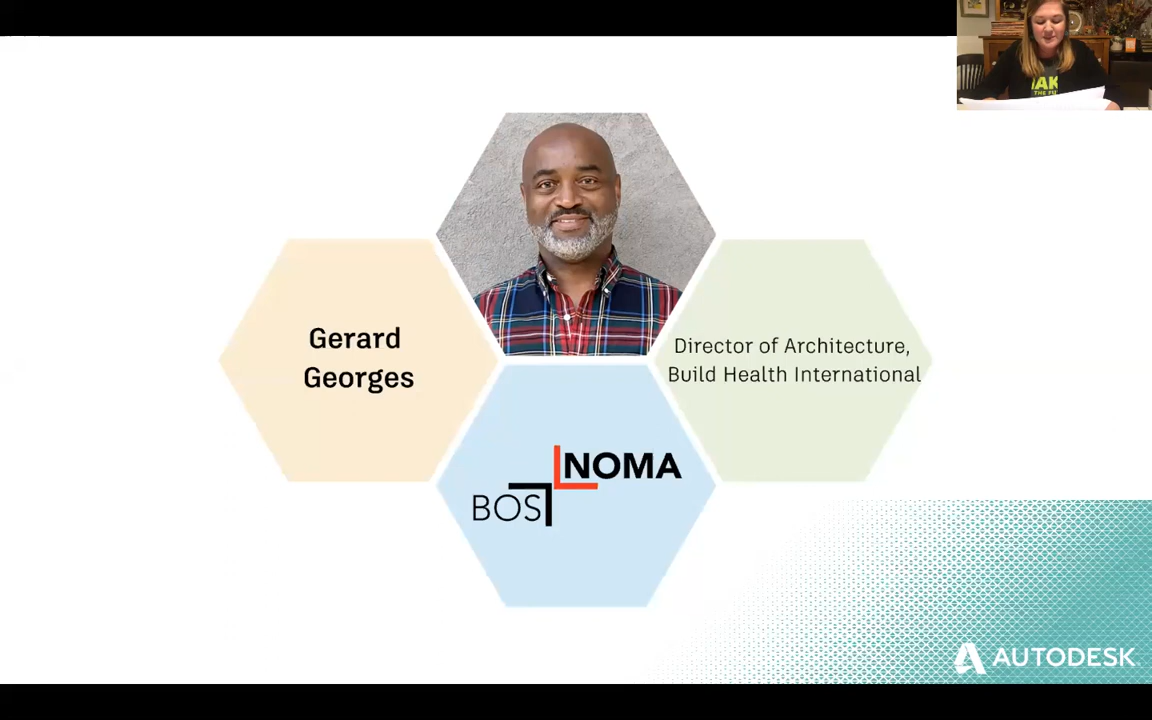 Gerard
Georges
Director of Architecture,
Build Health International
NOMA
BOS
AUTODESK